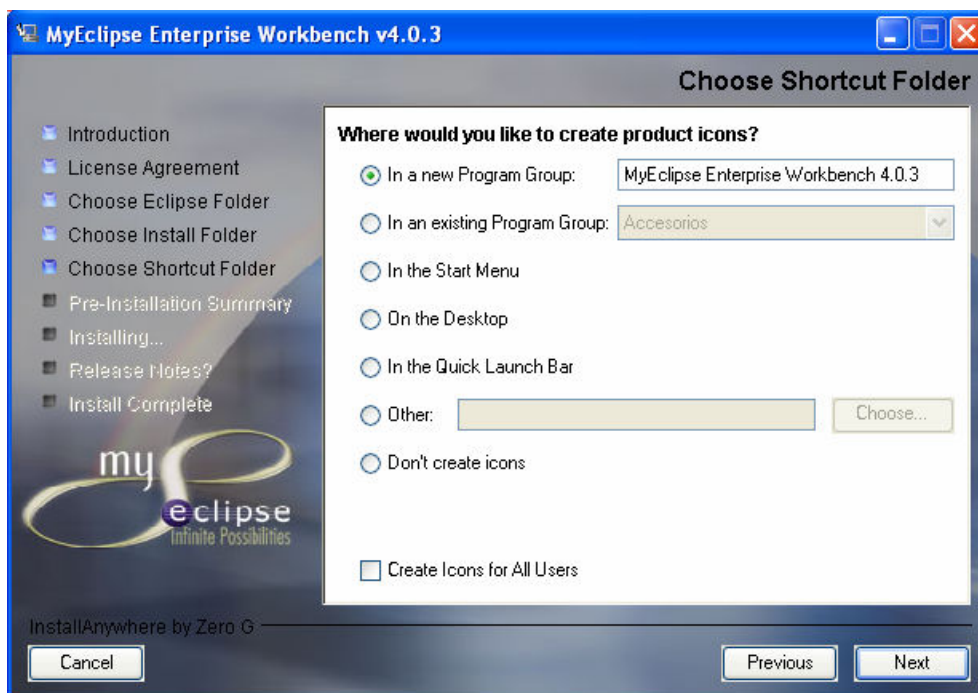 MyEclipse Enterprise Workbench v4.0.3
Choose Shortcut Folder
Introduction
License Agreement
Choose Eclipse Folder
Choose Install Folder
Choose Shortcut Folder
Pre-Installation Summary
Installing...
Release Notes?
Install Complete
my
eclipse
Infinite Possibilities
Where would you like to create product icons?
In a new Program Group: MyEclipse Enterprise Workbench 4.0.3
In an existing Program Group: Accesorios
In the Start Menu
On the Desktop
In the Quick Launch Bar
Other: Choose...
Don't create icons
Create Icons for All Users
InstallAnywhere by Zero G
Cancel Previous Next